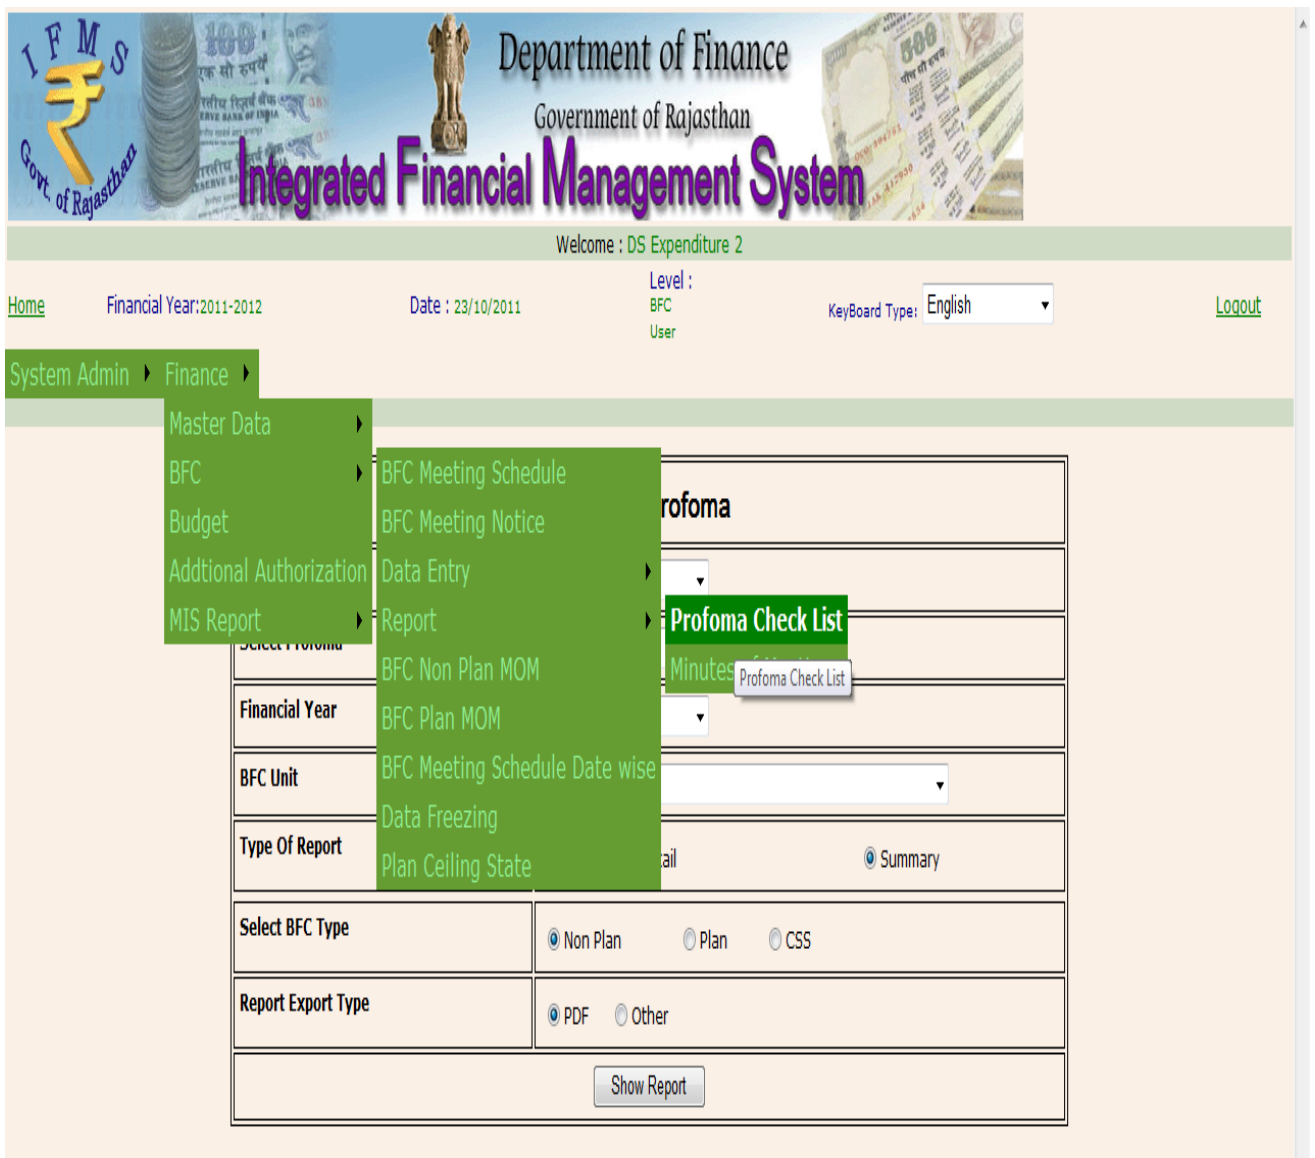 IFMS
Govt. of Rajasthan
Department of Finance
Government of Rajasthan
Integrated Financial Management System
Welcome : DS Expenditure 2
Home Financial Year:2011-2012 Date : 23/10/2011 Level : BFC User KeyBoard Type: English Logout
System Admin Finance
Master Data
BFC BFC Meeting Schedule
rofoma
Budget BFC Meeting Notice
Addtional Authorization Data Entry
MIS Report Report Profoma Check List
BFC Non Plan MOM Minutes
Profoma Check List
Financial Year BFC Plan MOM
BFC Unit BFC Meeting Schedule Date wise
Data Freezing
Type Of Report Plan Ceiling State tail Summary
Select BFC Type Non Plan Plan CSS
Report Export Type PDF Other
Show Report